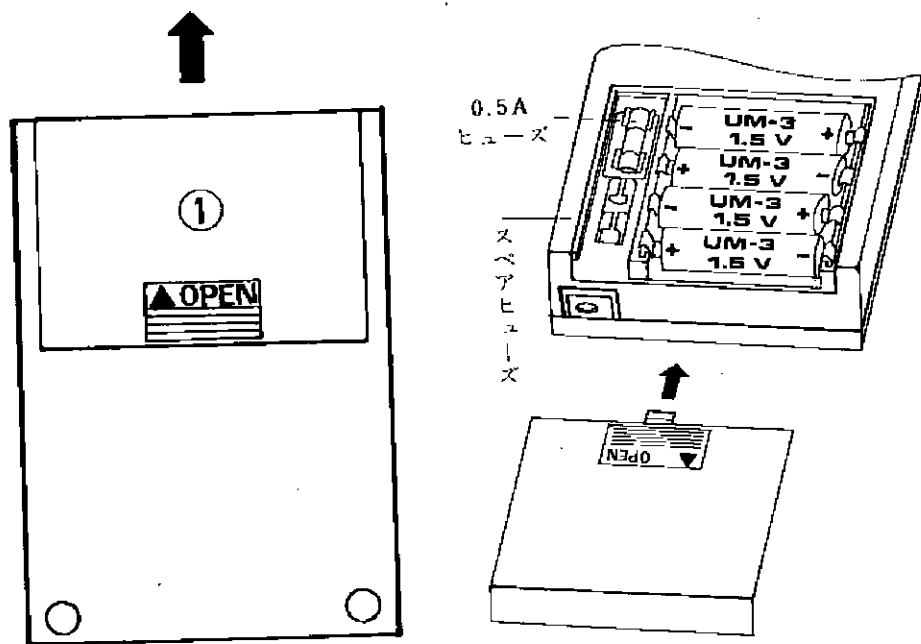 ①
▲OPEN
0.5A
ヒューズ
スペアヒューズ
- UM-3 +
1.5 V
+ UM-3 -
1.5 V
- UM-3 +
1.5 V
+ UM-3 -
1.5 V
OPEN ▲